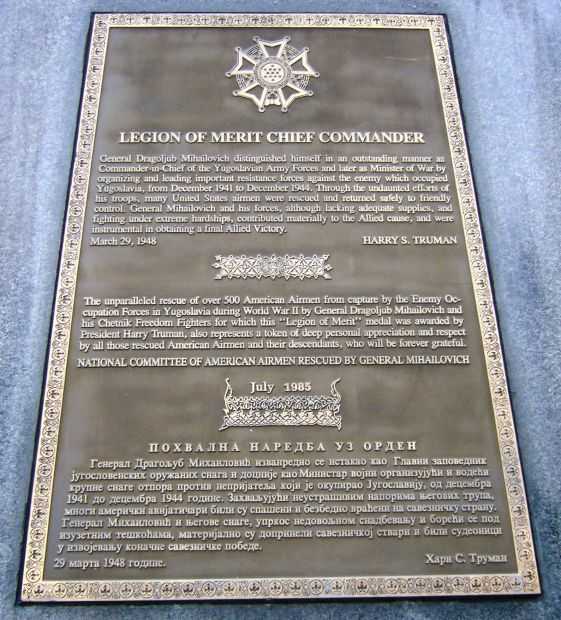 LEGION OF MERIT CHIEF COMMANDER
General Dragoljub Mihailovich distinguished himself in an outstanding manner as
Commander-in-Chief of the Yugoslavian Army Forces and later as Minister of War by
organizing and leading important resistance forces against the enemy which occupied
Yugoslavia, from December 1941 to December 1944. Through the undaunted efforts of
his troops, many United States airmen were rescued and returned safely to friendly
control. General Mihailovich and his forces, although lacking adequate supplies, and
fighting under extreme hardships, contributed materially to the Allied cause, and were
instrumental in obtaining a final Allied Victory.
March 29, 1948 HARRY S. TRUMAN
The unparalleled rescue of over 500 American Airmen from capture by the Enemy Oc-
cupation Forces in Yugoslavia during World War II by General Dragoljub Mihailovich and
his Chetnik Freedom Fighters for which this "Legion of Merit" medal was awarded by
President Harry Truman, also represents a token of deep personal appreciation and respect
by all those rescued American Airmen and their descendants, who will be forever grateful.
NATIONAL COMMITTEE OF AMERICAN AIRMEN RESCUED BY GENERAL MIHAILOVICH
July 1985
ПОХВАЛНА НАРЕДБА УЗ ОРДЕН
Генерал Драгољуб Михаиловић изванредно се истакао као Главни заповедник
југословенских оружаних снага и доцније као Министар војни организујући и водећи
крупне снаге отпора против непријатеља који је окупирао Југославију, од децембра
1941 до децембра 1944 године. Захваљујући неустрашивим напорима његових трупа,
многи амерички авијатичари били су спашени и безбедно враћени на савезничку страну.
Генерал Михаиловић и његове снаге, упркос недовољном снадбевању и борећи се под
изузетним тешкоћама, материјално су допринели савезничкој ствари и били судеоници
у извојевању коначне савезничке победе.
29 марта 1948 године. Хари С. Труман